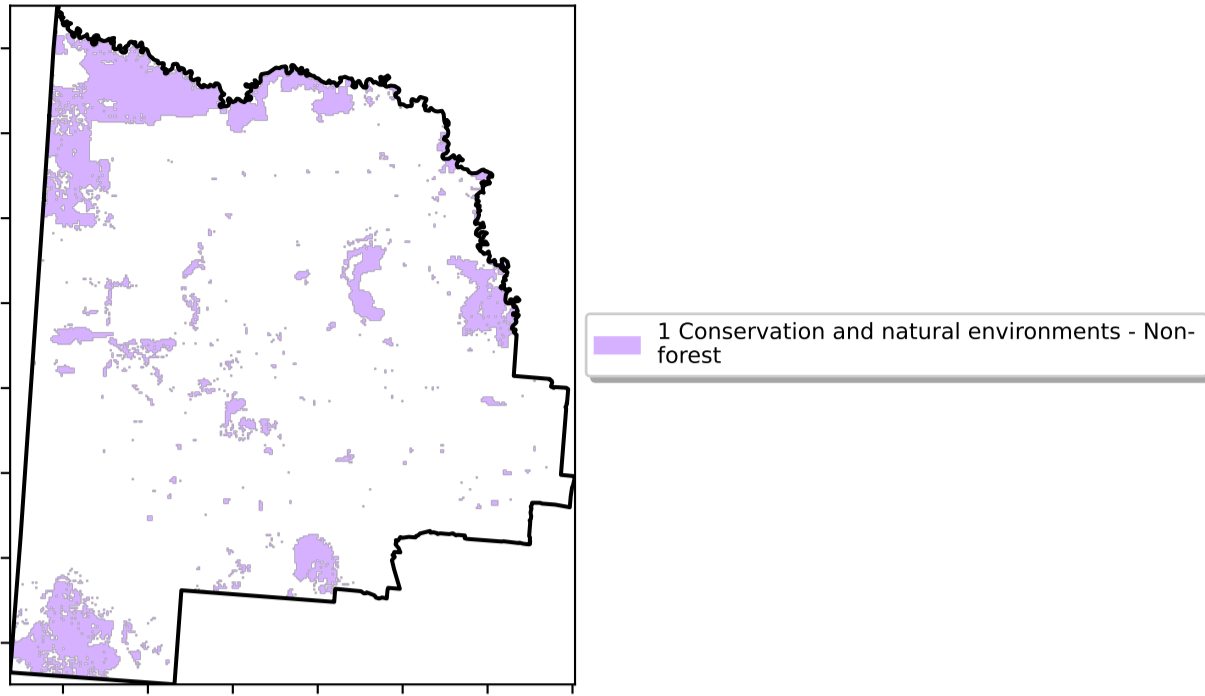 1 Conservation and natural environments - Non-
forest